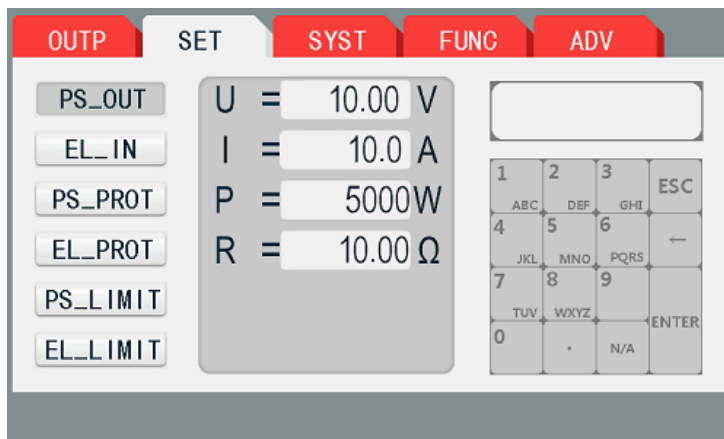 OUTP SET SYST FUNC ADV
PS_OUT
EL_IN
PS_PROT
EL_PROT
PS_LIMIT
EL_LIMIT
U = 10.00 V
I = 10.0 A
P = 5000W
R = 10.00 Ω
1 ABC 2 DEF 3 GHI ESC
4 JKL 5 MNO 6 PQRS ←
7 TUV 8 WXYZ 9 ENTER
0 . N/A